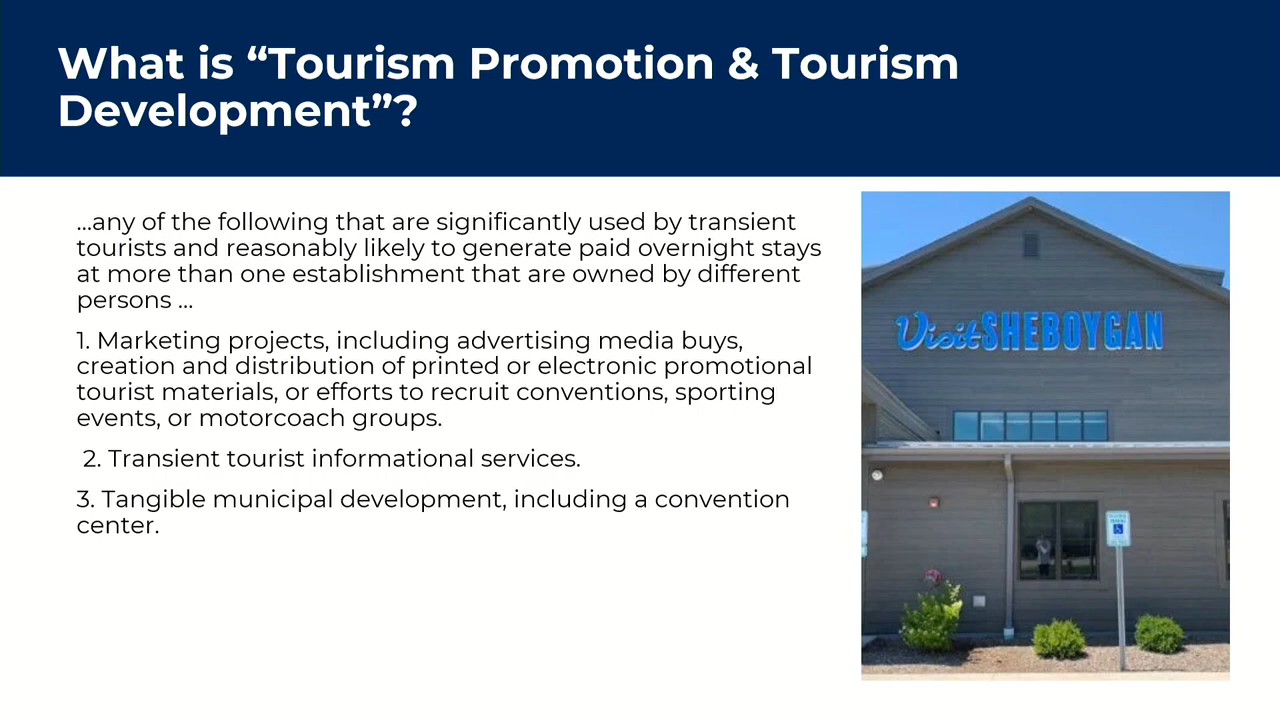 What is “Tourism Promotion & Tourism
Development”?
...any of the following that are significantly used by transient
tourists and reasonably likely to generate paid overnight stays
at more than one establishment that are owned by different
persons ...
1. Marketing projects, including advertising media buys,
creation and distribution of printed or electronic promotional
tourist materials, or efforts to recruit conventions, sporting
events, or motorcoach groups.
2. Transient tourist informational services.
3. Tangible municipal development, including a convention
center.
Visit SHEBOYGAN